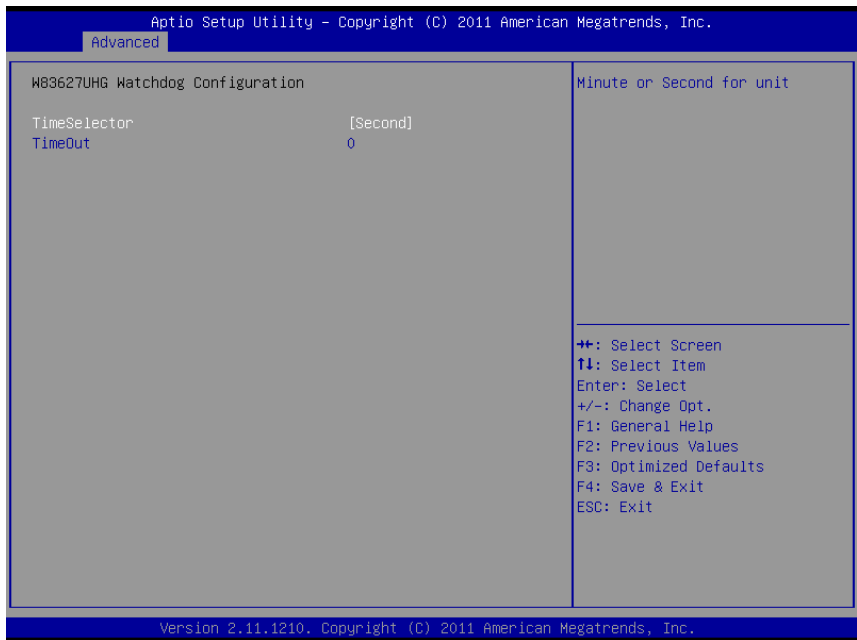 Aptio Setup Utility – Copyright (C) 2011 American Megatrends, Inc.
Advanced
W83627UHG Watchdog Configuration
TimeSelector [Second]
TimeOut 0
Minute or Second for unit
→←: Select Screen
↑↓: Select Item
Enter: Select
+/-: Change Opt.
F1: General Help
F2: Previous Values
F3: Optimized Defaults
F4: Save & Exit
ESC: Exit
Version 2.11.1210. Copyright (C) 2011 American Megatrends, Inc.